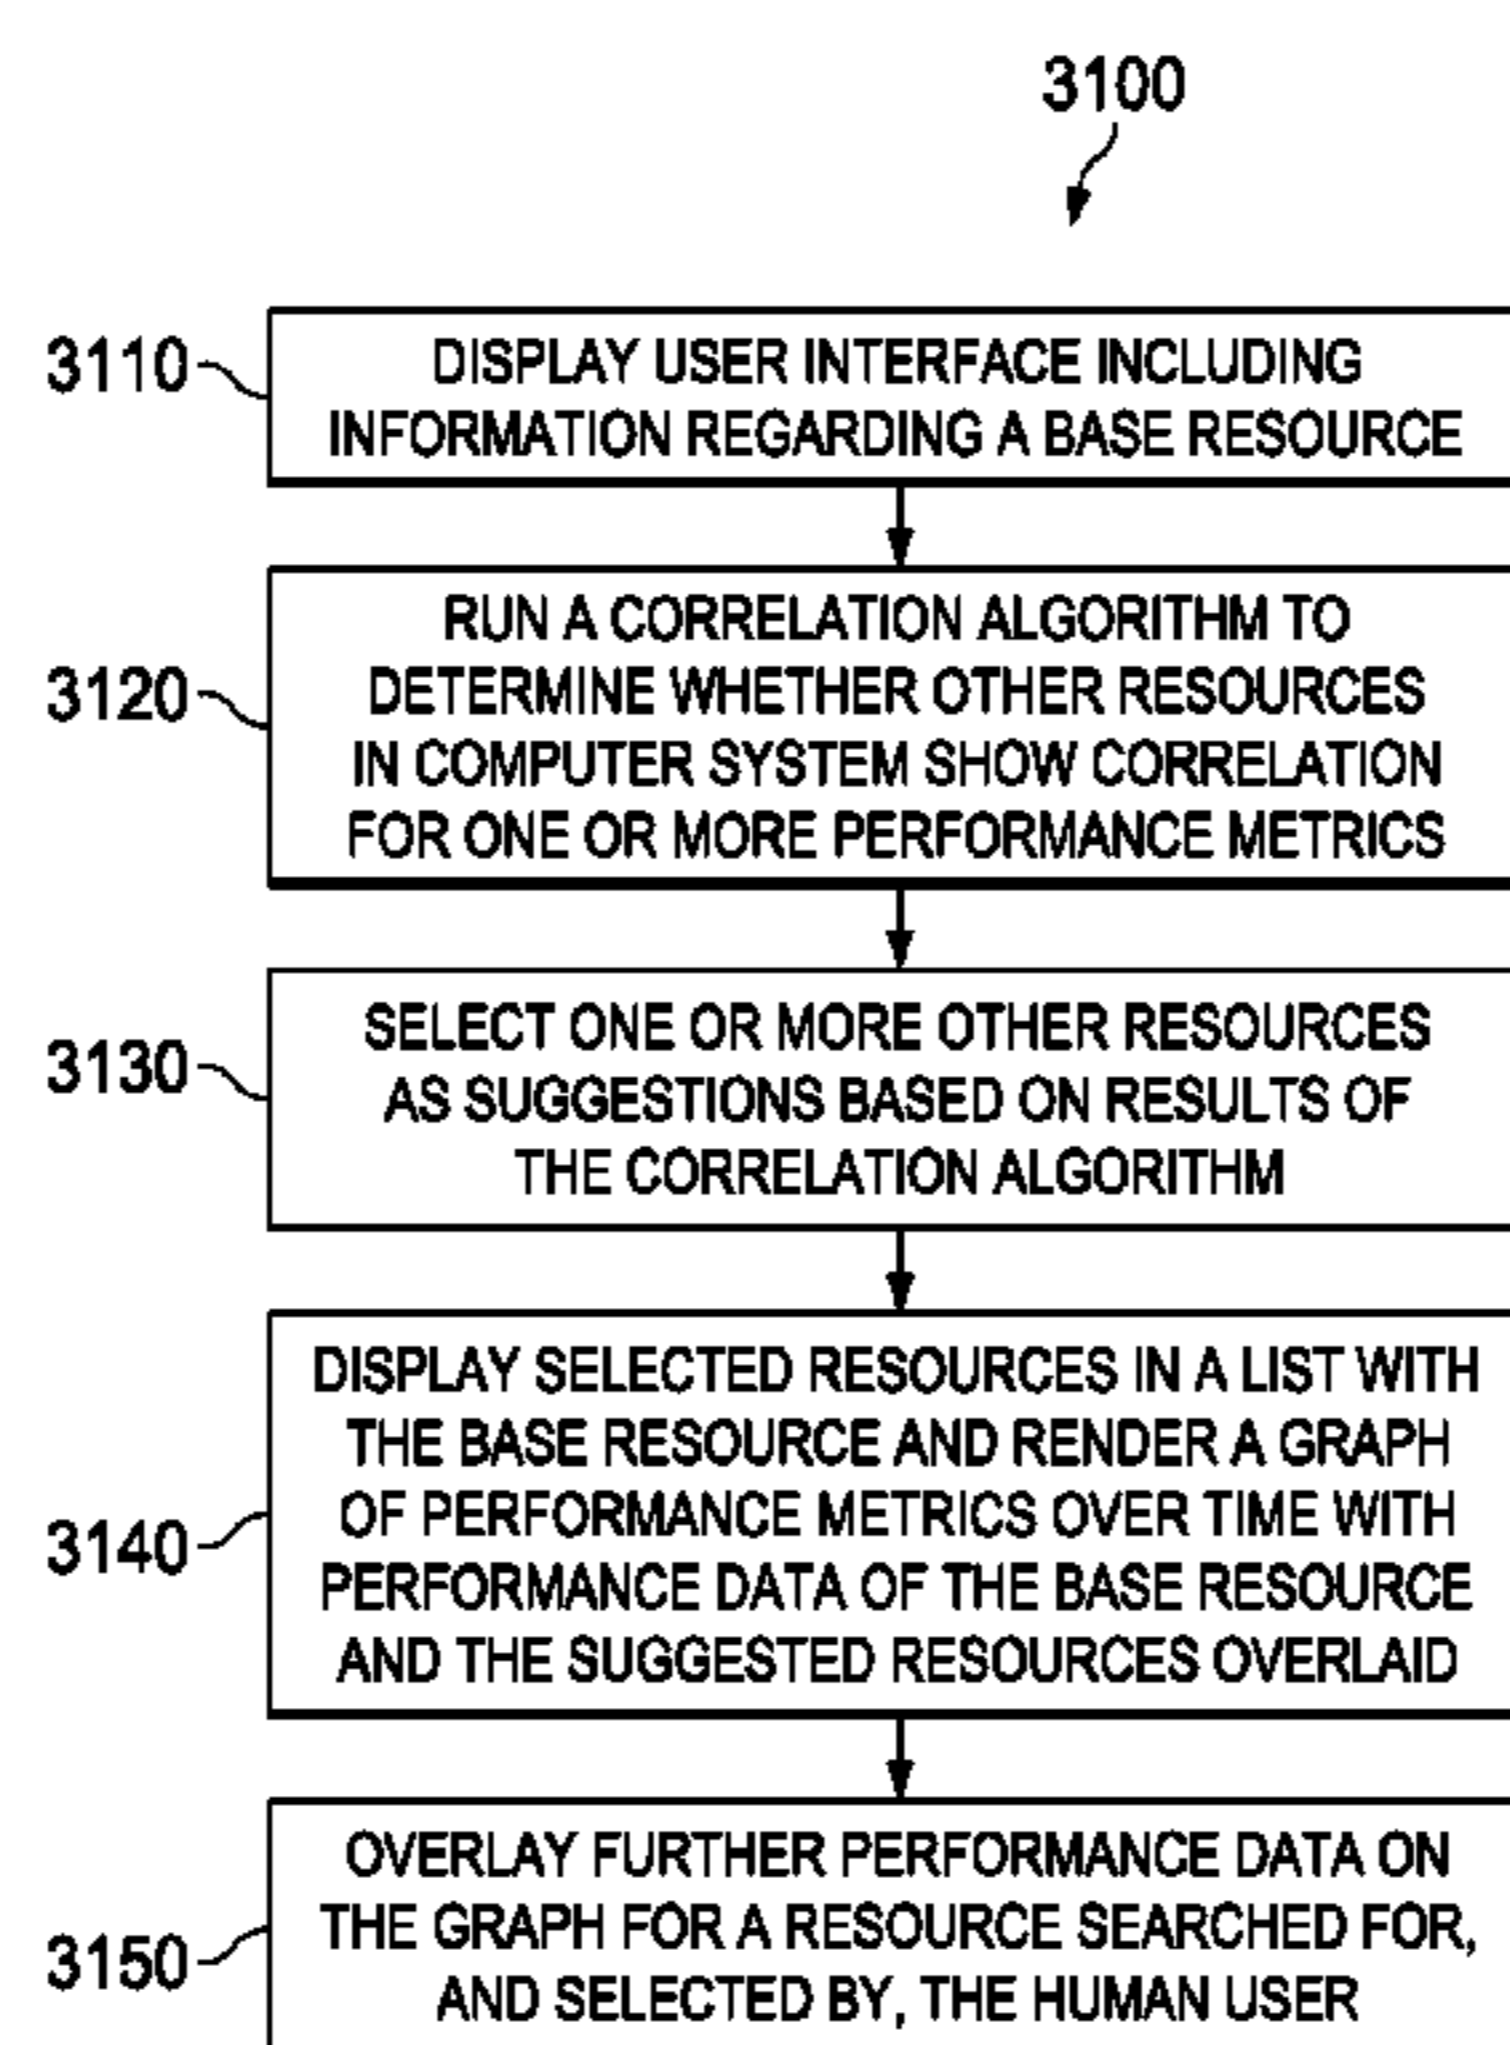 3100
3110
DISPLAY USER INTERFACE INCLUDING
INFORMATION REGARDING A BASE RESOURCE
3120
RUN A CORRELATION ALGORITHM TO
DETERMINE WHETHER OTHER RESOURCES
IN COMPUTER SYSTEM SHOW CORRELATION
FOR ONE OR MORE PERFORMANCE METRICS
3130
SELECT ONE OR MORE OTHER RESOURCES
AS SUGGESTIONS BASED ON RESULTS OF
THE CORRELATION ALGORITHM
3140
DISPLAY SELECTED RESOURCES IN A LIST WITH
THE BASE RESOURCE AND RENDER A GRAPH
OF PERFORMANCE METRICS OVER TIME WITH
PERFORMANCE DATA OF THE BASE RESOURCE
AND THE SUGGESTED RESOURCES OVERLAID
3150
OVERLAY FURTHER PERFORMANCE DATA ON
THE GRAPH FOR A RESOURCE SEARCHED FOR,
AND SELECTED BY, THE HUMAN USER